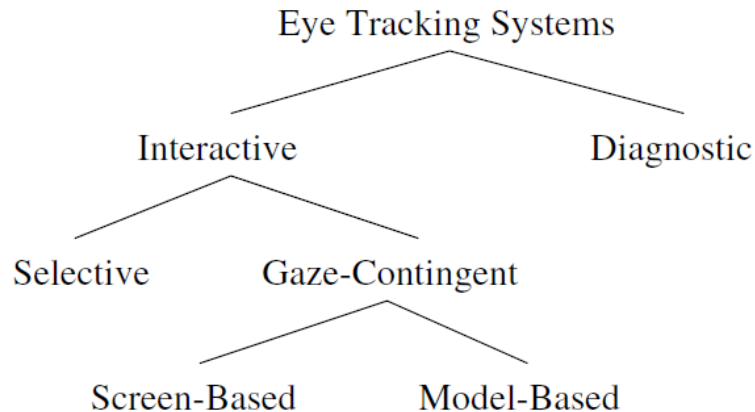 Eye Tracking Systems
Interactive
Diagnostic
Selective
Gaze-Contingent
Screen-Based
Model-Based